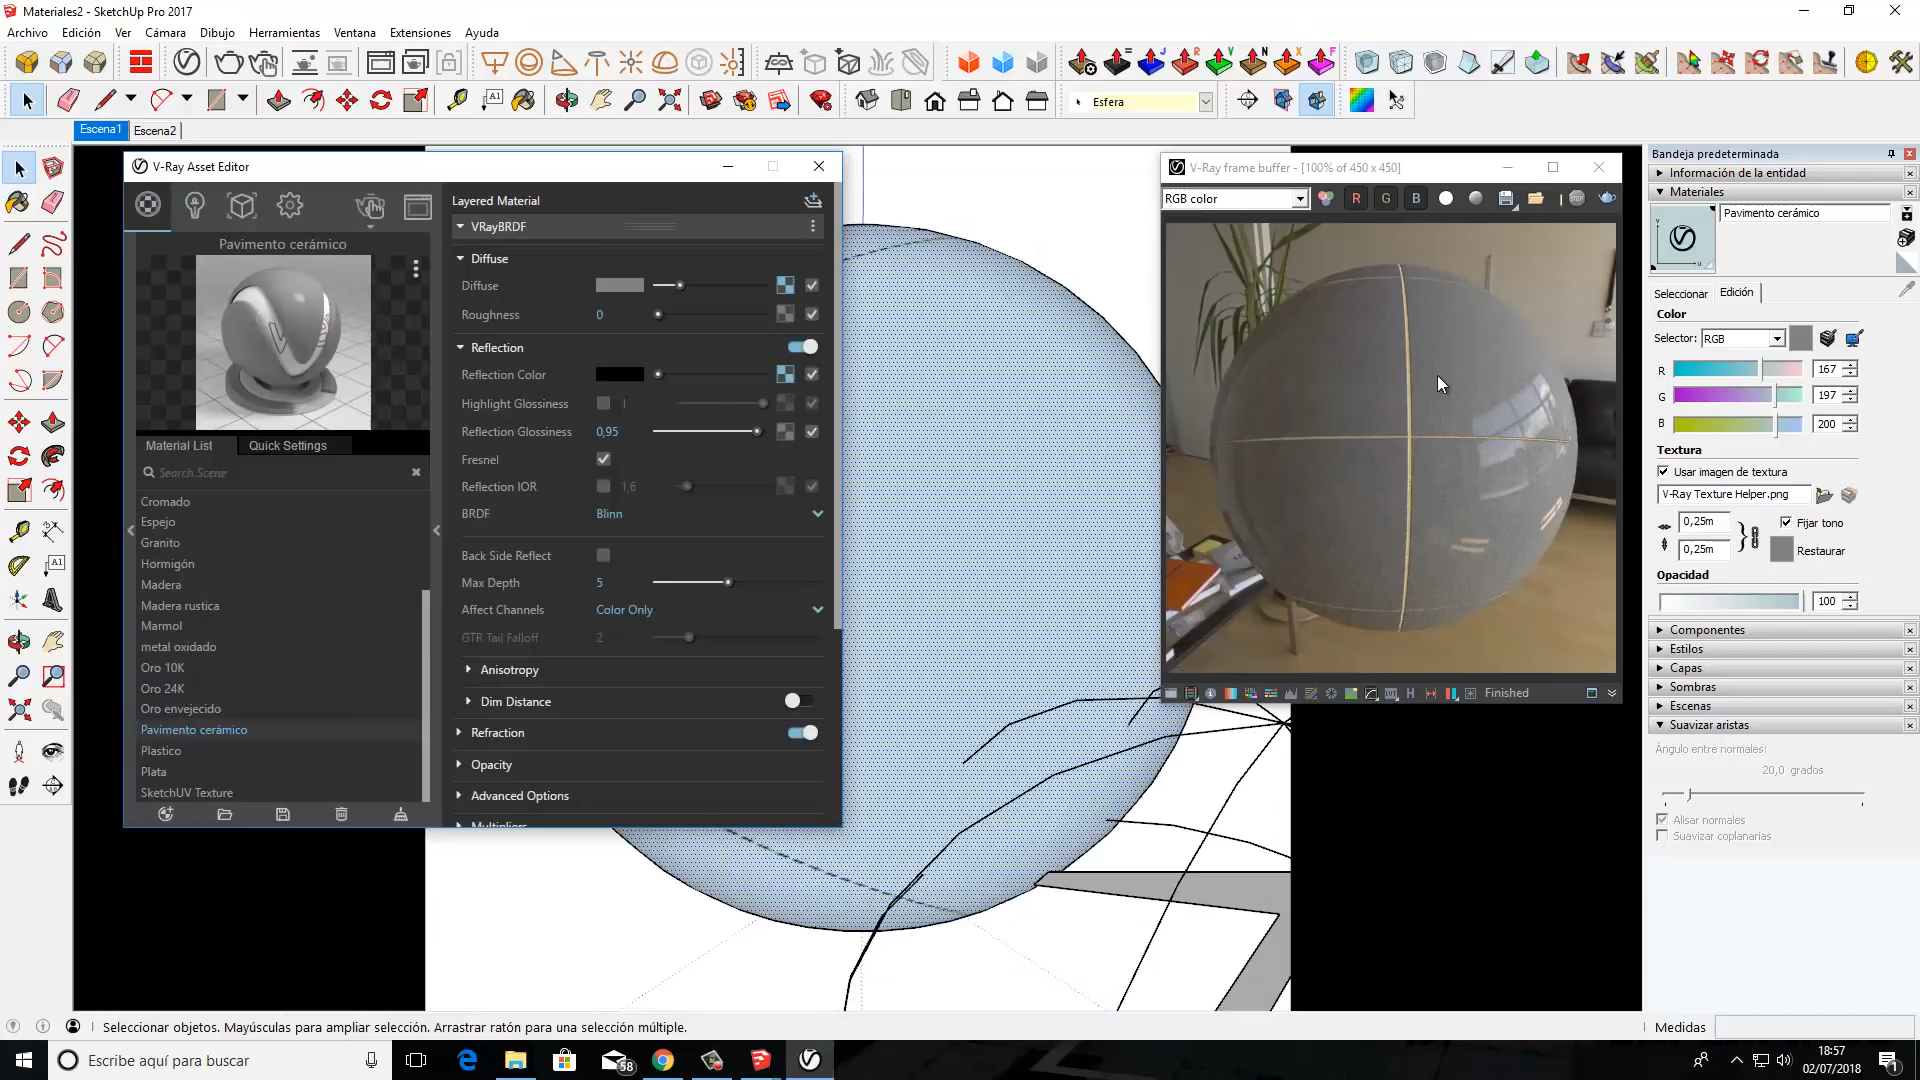 Materiales2 - SketchUp Pro 2017
Archivo Edición Ver Cámara Dibujo Herramientas Ventana Extensiones Ayuda
Esfera
Escena1 Escena2
V-Ray Asset Editor
Pavimento cerámico
Material List Quick Settings
Search Scene
Cromado
Espejo
Granito
Hormigón
Madera
Madera rustica
Marmol
metal oxidado
Oro 10K
Oro 24K
Oro envejecido
Pavimento cerámico
Plastico
Plata
SketchUV Texture
Layered Material
VRayBRDF
Diffuse
Diffuse
Roughness 0
Reflection
Reflection Color
Highlight Glossiness 1
Reflection Glossiness 0,95
Fresnel
Reflection IOR 1,6
BRDF Blinn
Back Side Reflect
Max Depth 5
Affect Channels Color Only
GTR Tail Falloff 2
Anisotropy
Dim Distance
Refraction
Opacity
Advanced Options
Multipliers
V-Ray frame buffer - [100% of 450 x 450]
RGB color R G B
Finished
Bandeja predeterminada
Información de la entidad
Materiales
Pavimento cerámico
Seleccionar Edición
Color
Selector: RGB
R 167
G 197
B 200
Textura
Usar imagen de textura
V-Ray Texture Helper.png
0,25m Fijar tono
0,25m Restaurar
Opacidad
100
Componentes
Estilos
Capas
Sombras
Escenas
Suavizar aristas
Ángulo entre normales:
20,0 grados
Alisar normales
Suavizar coplanarias
Seleccionar objetos. Mayúsculas para ampliar selección. Arrastrar ratón para una selección múltiple.
Medidas
Escribe aquí para buscar
58
18:57
02/07/2018
1